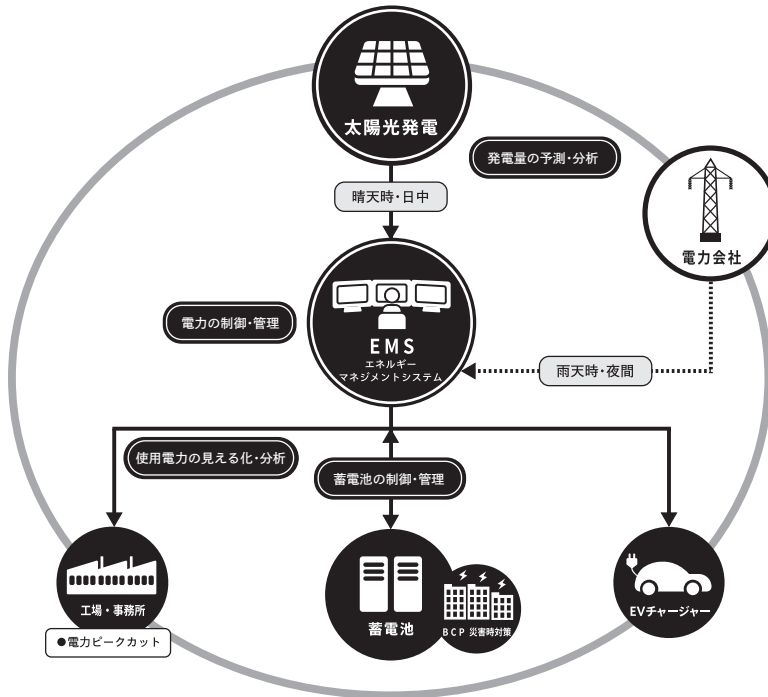 太陽光発電
発電量の予測・分析
晴天時・日中
電力会社
電力の制御・管理
EMS
エネルギー
マネジメントシステム
雨天時・夜間
使用電力の見える化・分析
蓄電池の制御・管理
工場・事務所
●電力ピークカット
蓄電池
BCP 災害時対策
EVチャージャー